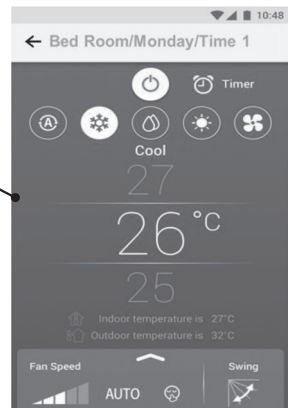 10:48
Bed Room/Monday/Time 1
Timer
A
Cool
27
26°C
25
Indoor temperature is 27°C
Outdoor temperature is 32°C
Fan Speed
Swing
AUTO